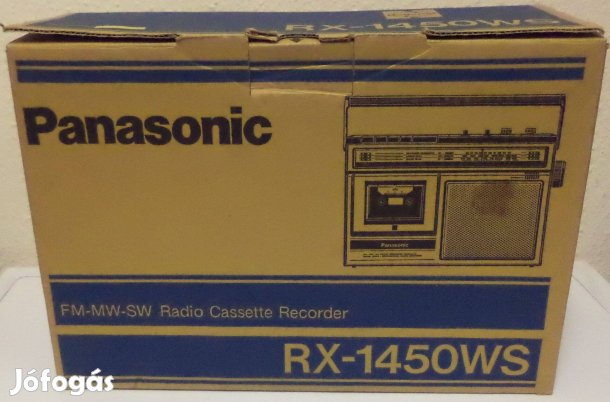 RX-1450WS
Panasonic
Panasonic
FM-MW-SW Radio Cassette Recorder
RX-1450WS
Jófogás